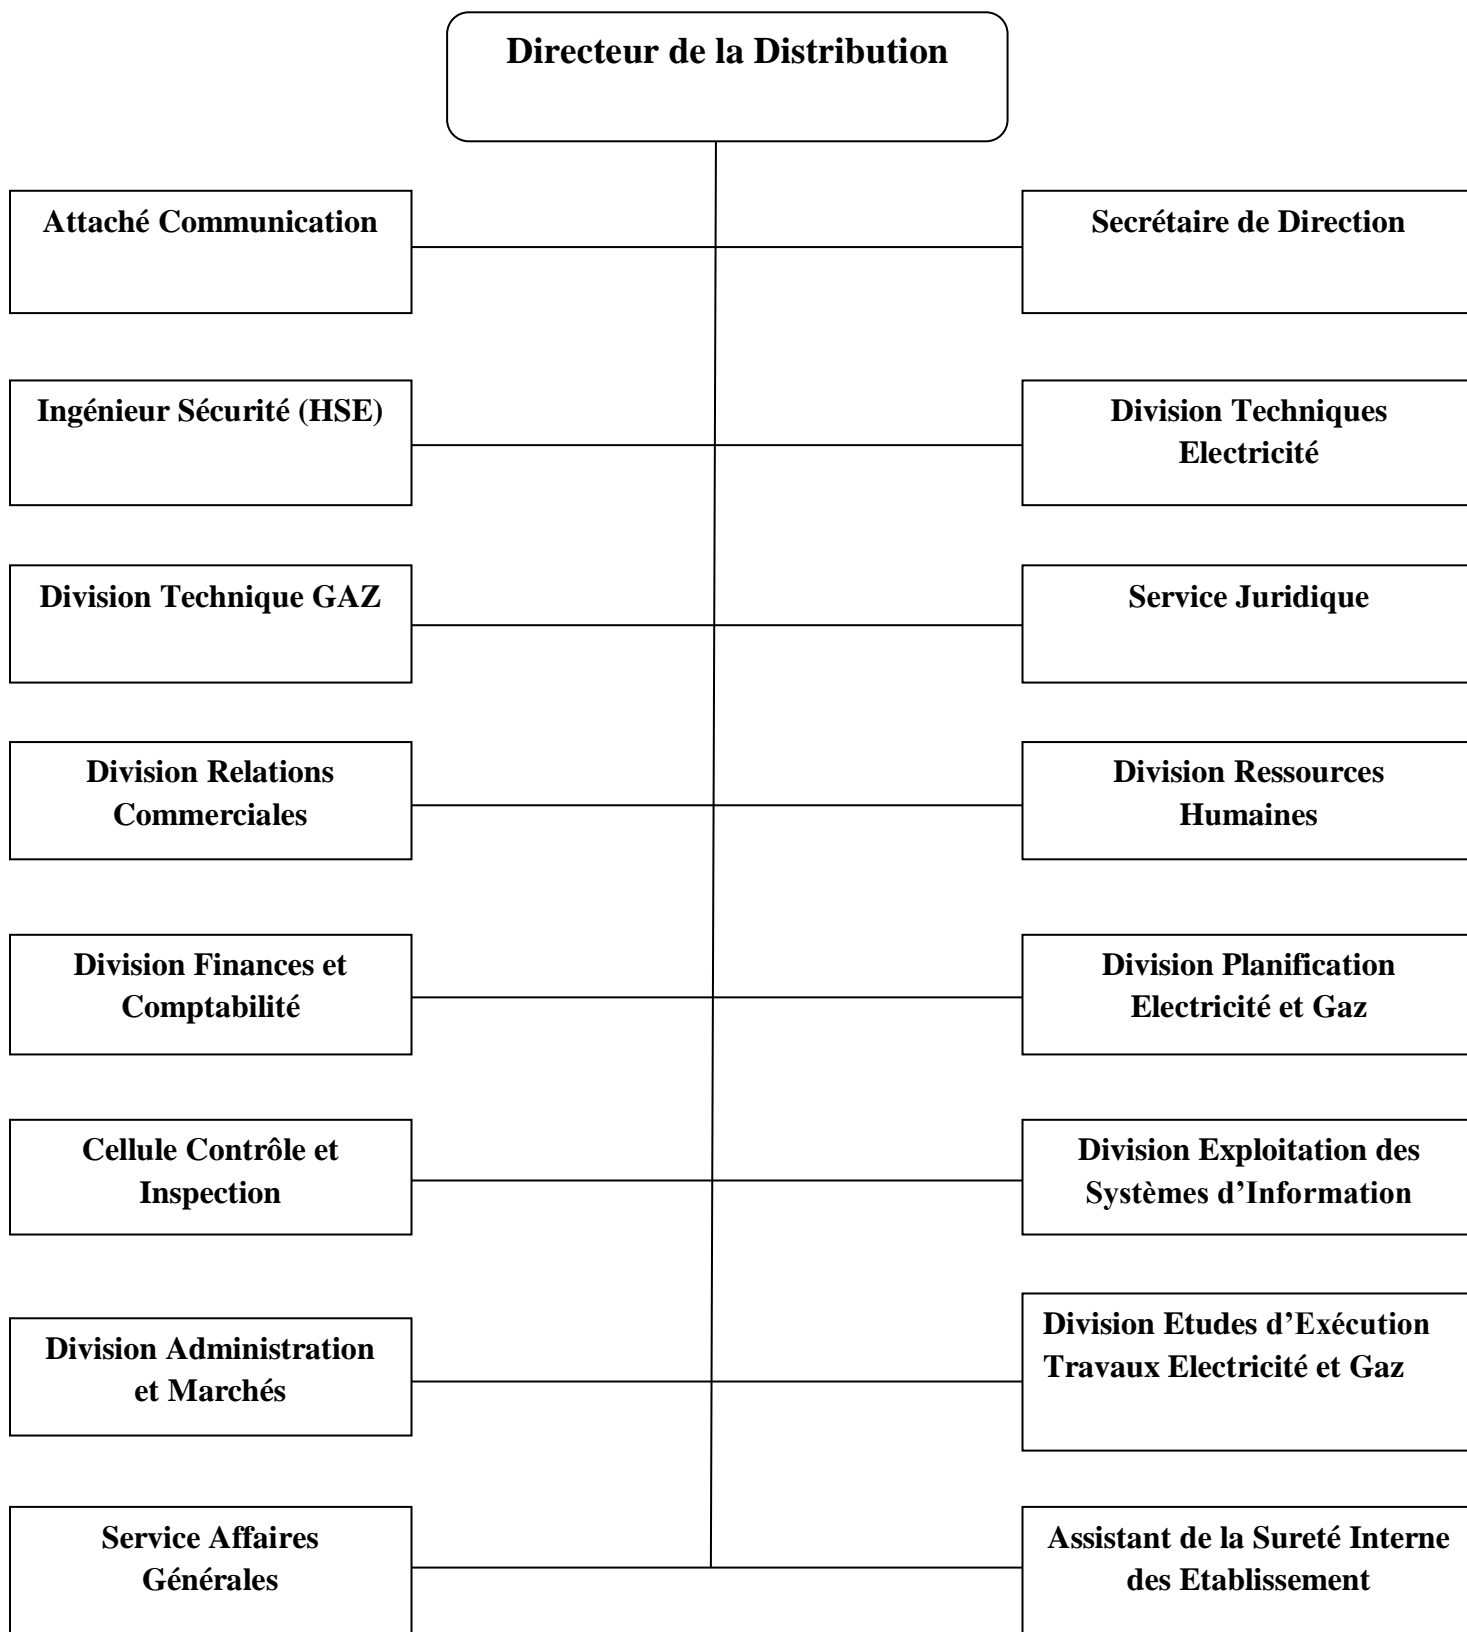 Directeur de la Distribution
Attaché Communication
Secrétaire de Direction
Ingénieur Sécurité (HSE)
Division Techniques
Electricité
Division Technique GAZ
Service Juridique
Division Relations
Commerciales
Division Ressources
Humaines
Division Finances et
Comptabilité
Division Planification
Electricité et Gaz
Cellule Contrôle et
Inspection
Division Exploitation des
Systèmes d’Information
Division Administration
et Marchés
Division Etudes d’Exécution
Travaux Electricité et Gaz
Service Affaires
Générales
Assistant de la Sureté Interne
des Etablissement